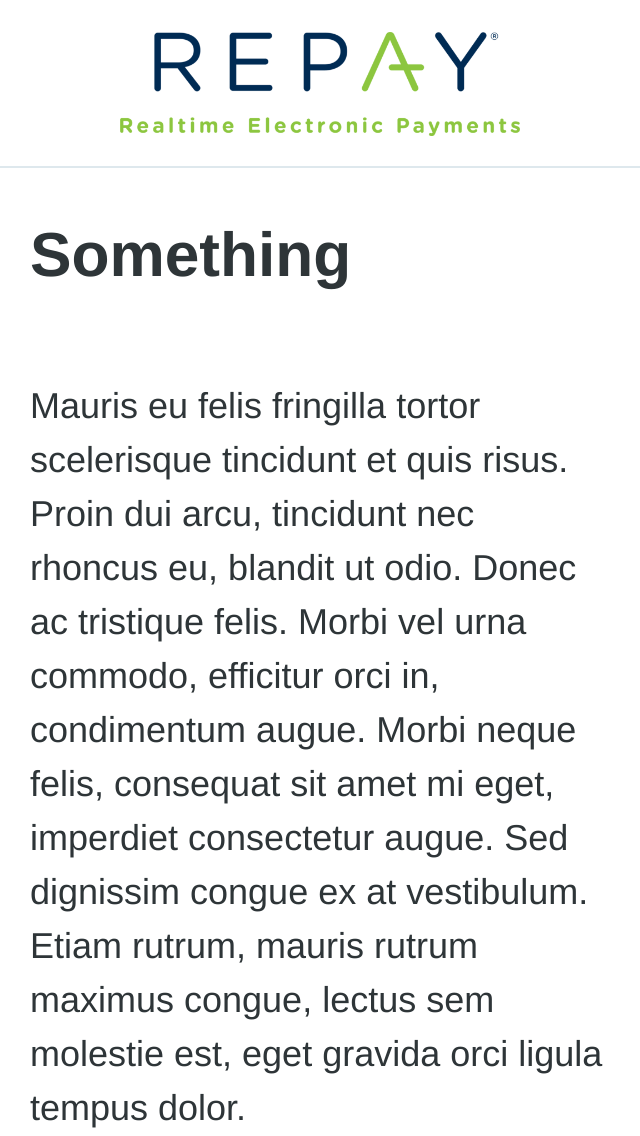 REPAY®
Realtime Electronic Payments
Something
Mauris eu felis fringilla tortor
scelerisque tincidunt et quis risus.
Proin dui arcu, tincidunt nec
rhoncus eu, blandit ut odio. Donec
ac tristique felis. Morbi vel urna
commodo, efficitur orci in,
condimentum augue. Morbi neque
felis, consequat sit amet mi eget,
imperdiet consectetur augue. Sed
dignissim congue ex at vestibulum.
Etiam rutrum, mauris rutrum
maximus congue, lectus sem
molestie est, eget gravida orci ligula
tempus dolor.